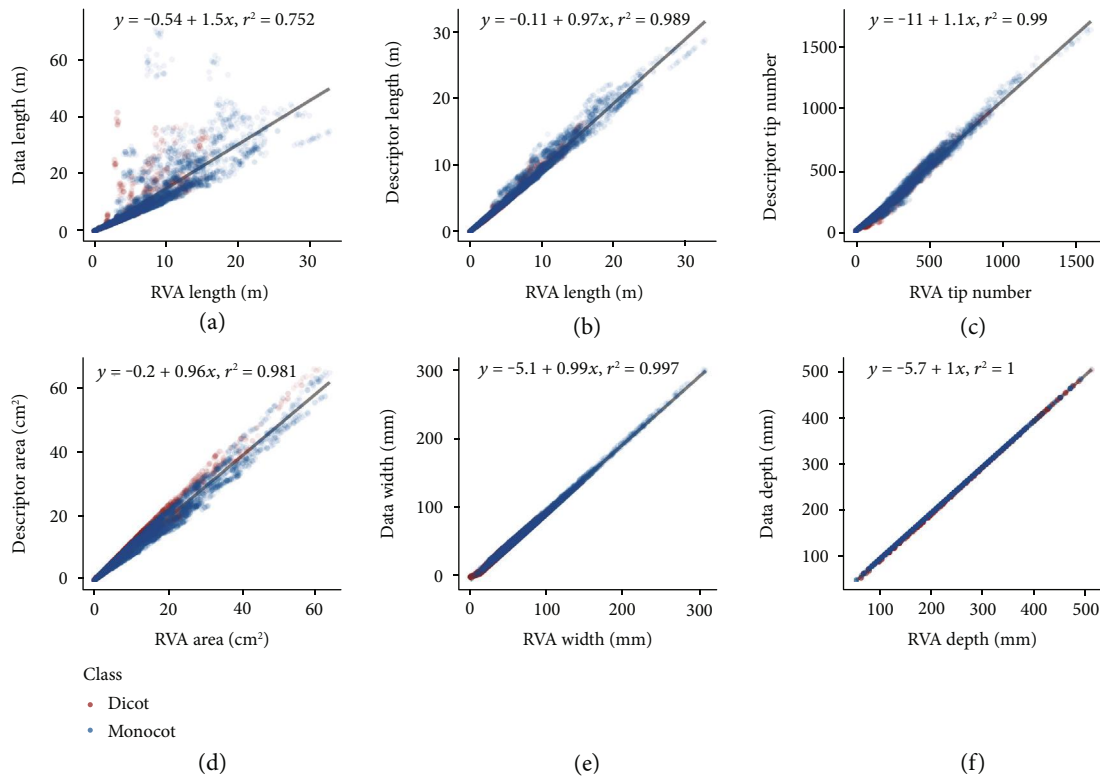 y = −0.54 + 1.5x, r² = 0.752
60
40
20
0
Data length (m)
0 10 20 30
RVA length (m)
(a)
y = −0.11 + 0.97x, r² = 0.989
30
20
10
0
Descriptor length (m)
0 10 20 30
RVA length (m)
(b)
y = −11 + 1.1x, r² = 0.99
1500
1000
500
0
Descriptor tip number
0 500 1000 1500
RVA tip number
(c)
y = −0.2 + 0.96x, r² = 0.981
60
40
20
0
Descriptor area (cm²)
0 20 40 60
RVA area (cm²)
Class
Dicot
Monocot
(d)
y = −5.1 + 0.99x, r² = 0.997
300
200
100
0
Data width (mm)
0 100 200 300
RVA width (mm)
(e)
y = −5.7 + 1x, r² = 1
500
400
300
200
100
Data depth (mm)
100 200 300 400 500
RVA depth (mm)
(f)